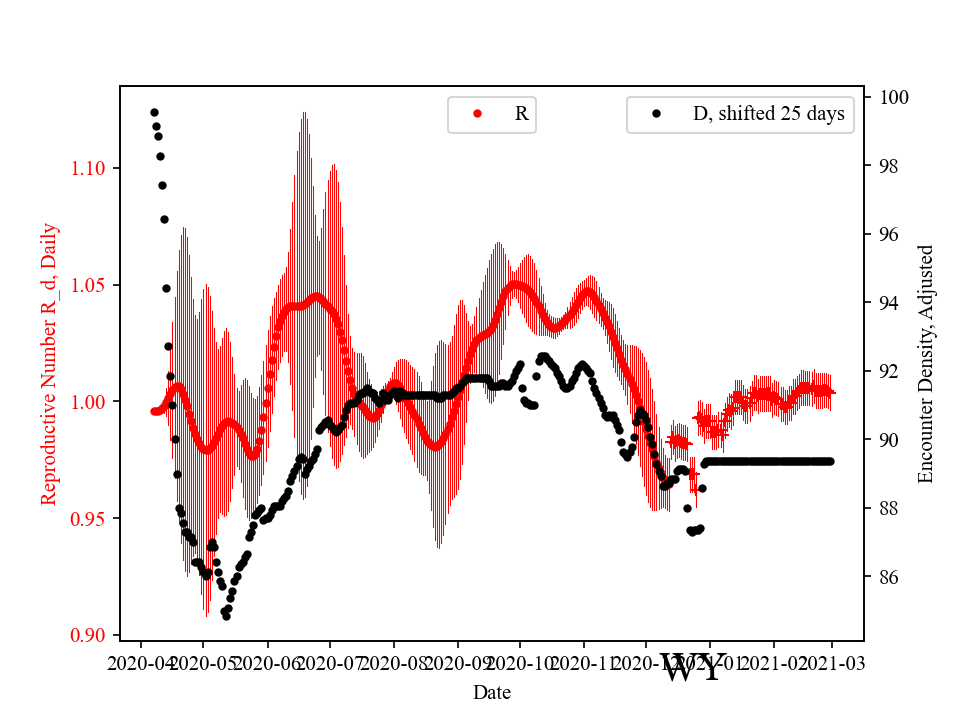 R
D, shifted 25 days
100
98
96
94
92
90
88
86
1.10
1.05
1.00
0.95
0.90
Reproductive Number R_d, Daily
Encounter Density, Adjusted
2020-04 2020-05 2020-06 2020-07 2020-08 2020-09 2020-10 2020-11 2020-12 2021-01 2021-02 2021-03
WY
Date